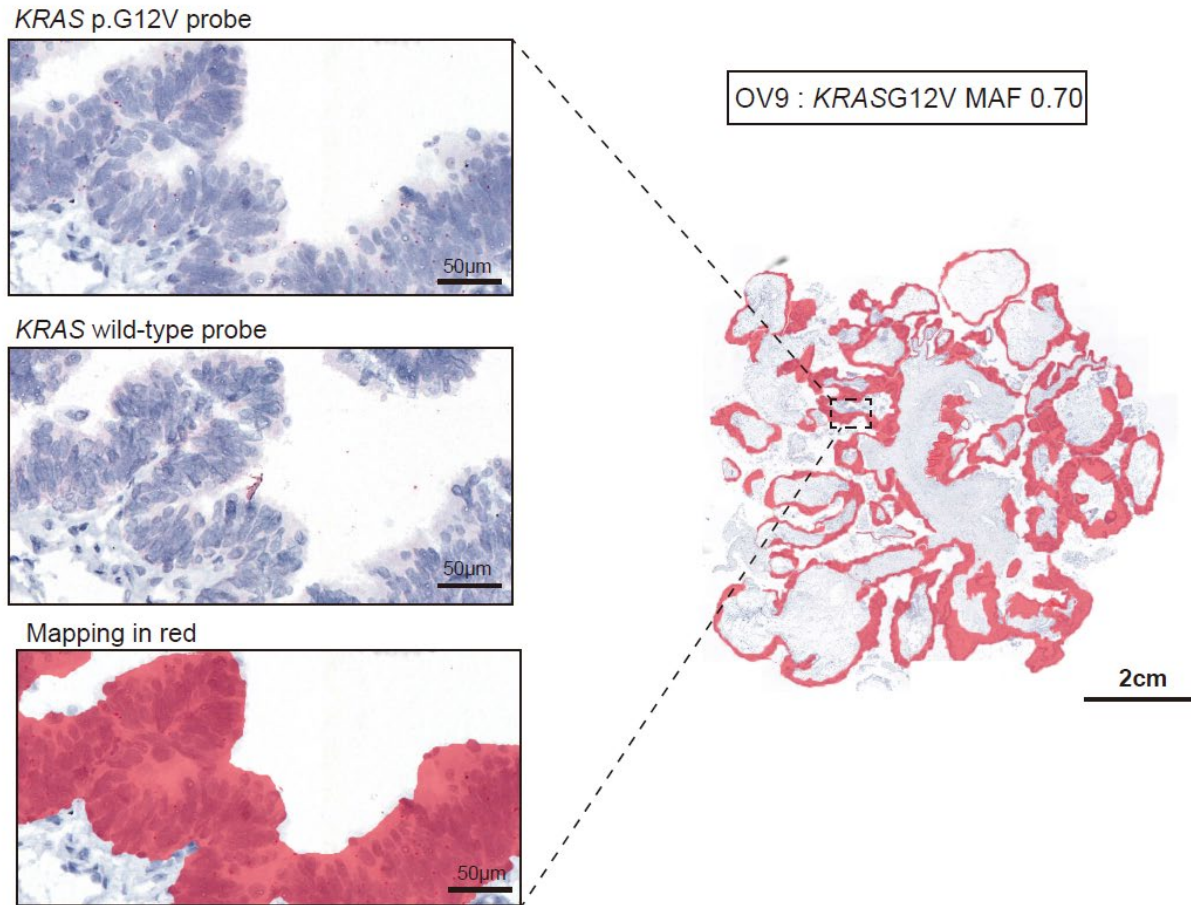 KRAS p.G12V probe
OV9 : KRASG12V MAF 0.70
50µm
KRAS wild-type probe
50µm
Mapping in red
50µm
2cm